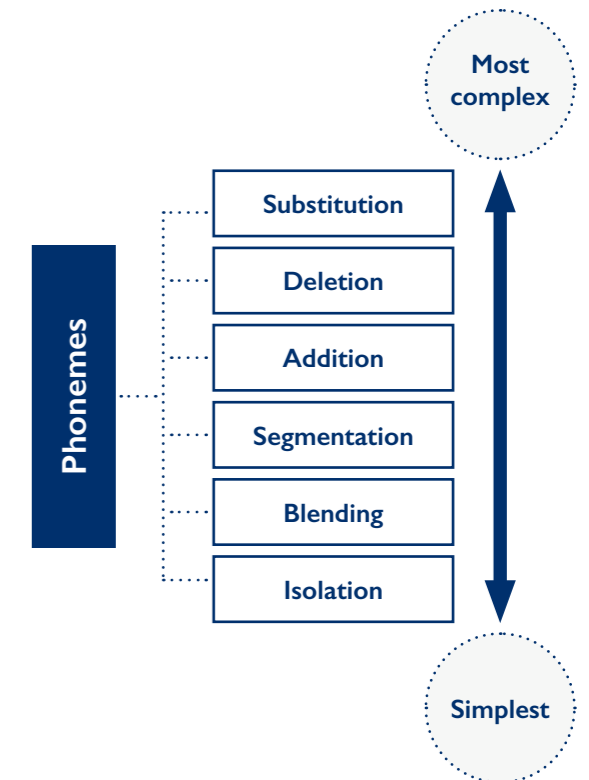 Most
complex
Substitution
Deletion
Addition
Phonemes
Segmentation
Blending
Isolation
Simplest